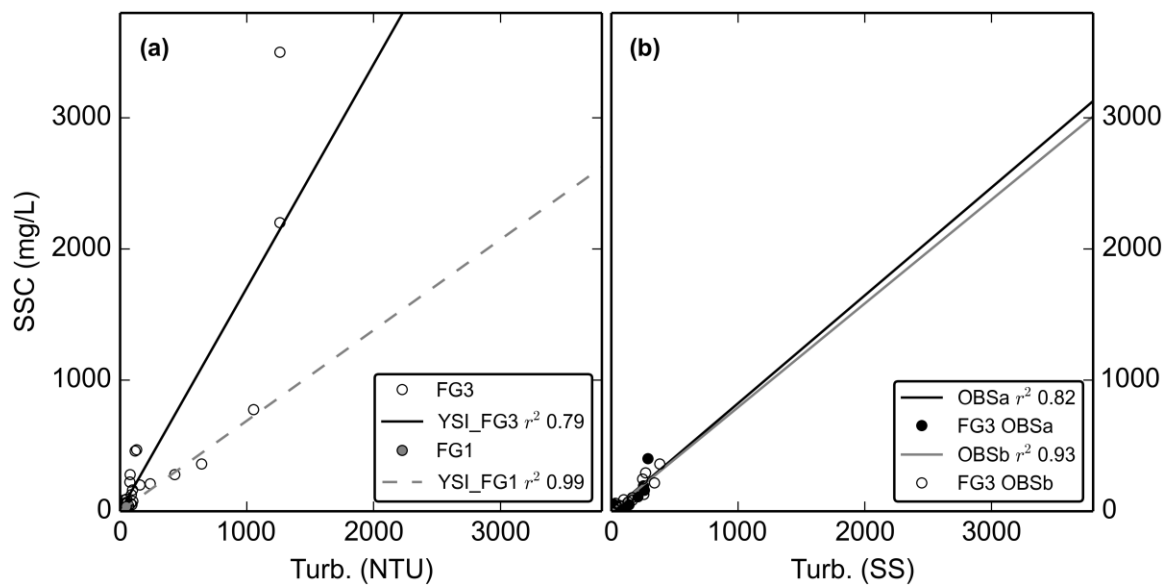 (a)
(b)
3000
2000
1000
0
SSC (mg/L)
FG3
YSI_FG3 r² 0.79
FG1
YSI_FG1 r² 0.99
0 1000 2000 3000
Turb. (NTU)
OBSa r² 0.82
FG3 OBSa
OBSb r² 0.93
FG3 OBSb
3000
2000
1000
0
0 1000 2000 3000
Turb. (SS)